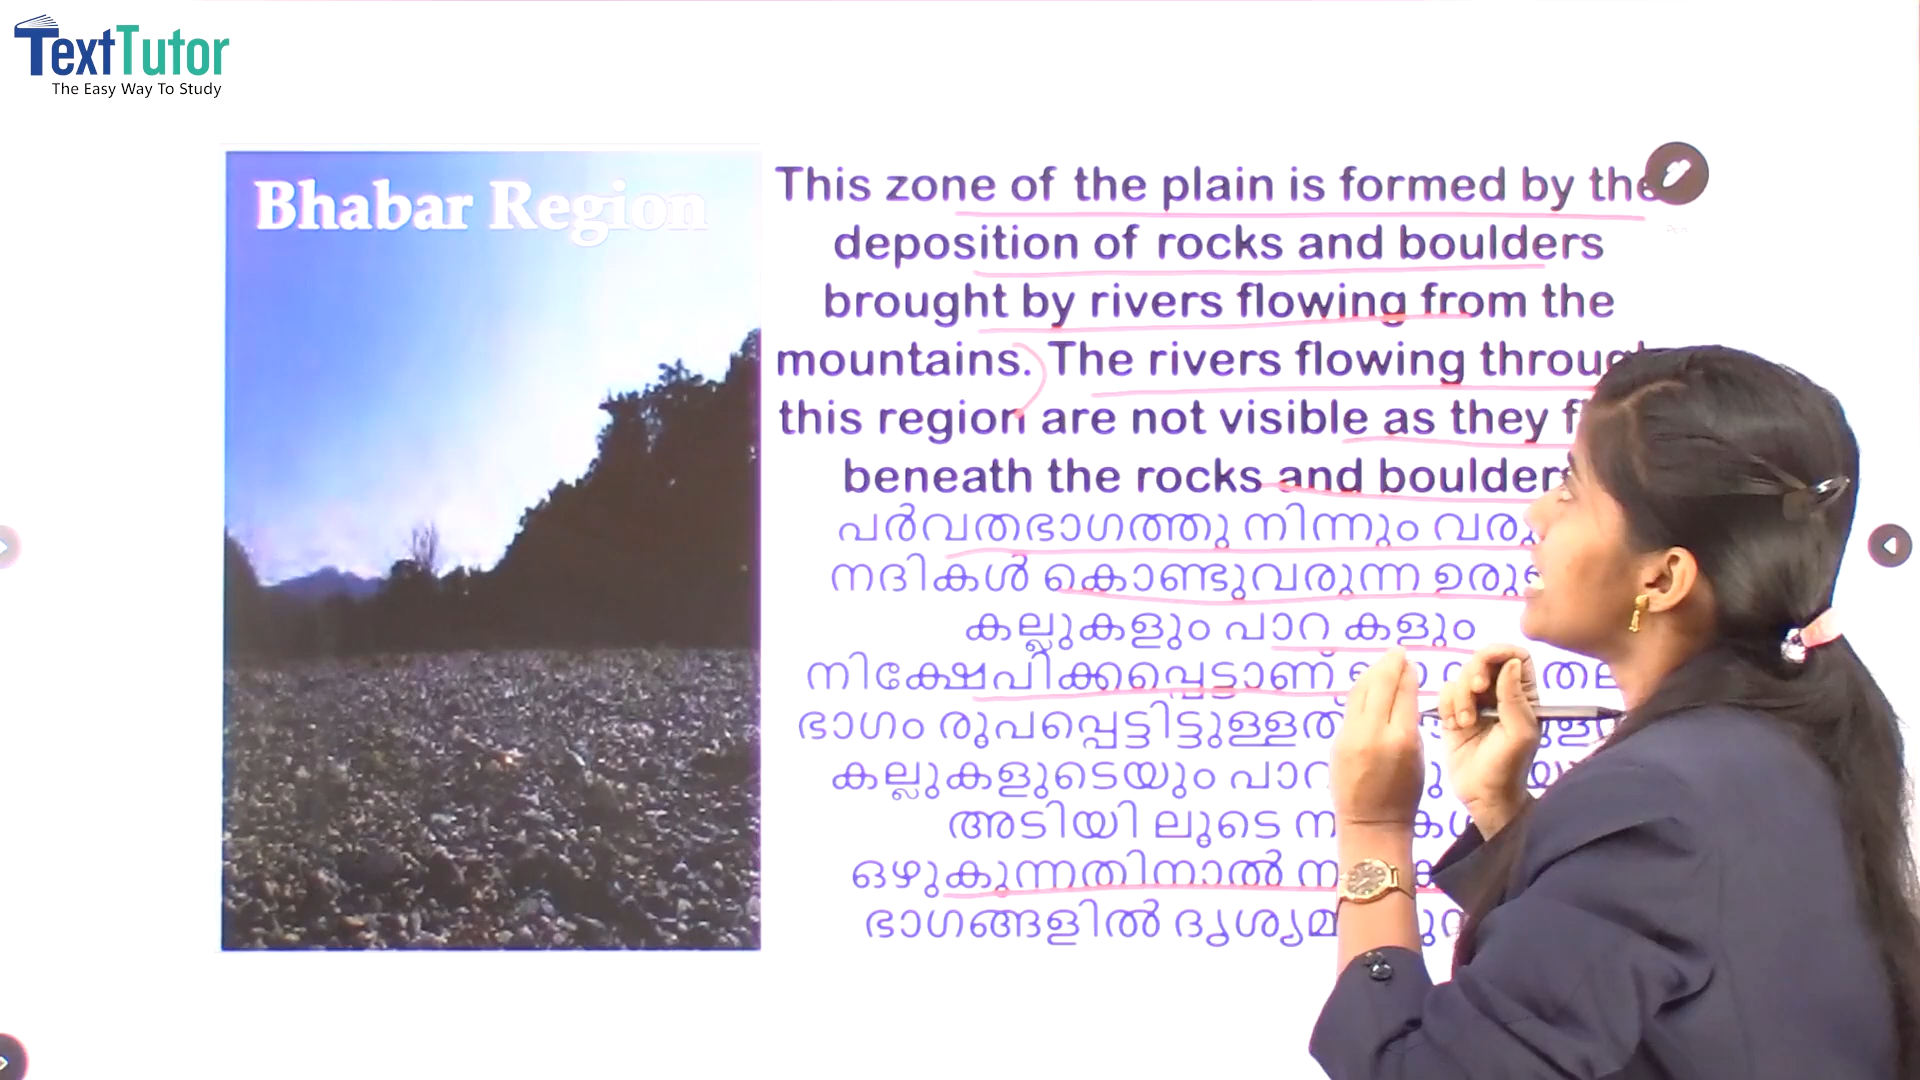 TextTutor
The Easy Way To Study
Bhabar Region
This zone of the plain is formed by the
deposition of rocks and boulders
brought by rivers flowing from the
mountains. The rivers flowing through
this region are not visible as they
beneath the rocks and boulders
പർവതഭാഗത്തു നിന്നും
നദികൾ കൊണ്ടുവരുന്ന
കല്ലുകളും പാറ കളും
നിക്ഷേപിക്കപ്പെട്ടാണ്
ഭാഗം രൂപപ്പെട്ടിട്ടുള്ളത്
കല്ലുകളുടെയും
അടിയി ലൂടെ
ഒഴുകുന്നതിനാൽ
ഭാഗങ്ങളിൽ